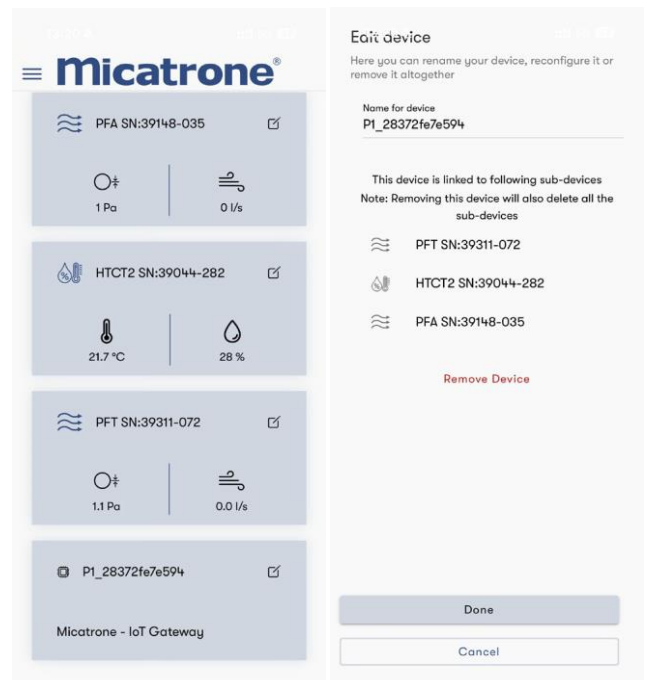 Micatrone®
PFA SN:39148-035
1 Pa
0 l/s
HTCT2 SN:39044-282
21.7 °C
28 %
PFT SN:39311-072
1.1 Pa
0.0 l/s
P1_28372fe7e594
Micatrone - IoT Gateway
Edit device
Here you can rename your device, reconfigure it or
remove it altogether
Name for device
P1_28372fe7e594
This device is linked to following sub-devices
Note: Removing this device will also delete all the
sub-devices
PFT SN:39311-072
HTCT2 SN:39044-282
PFA SN:39148-035
Remove Device
Done
Cancel